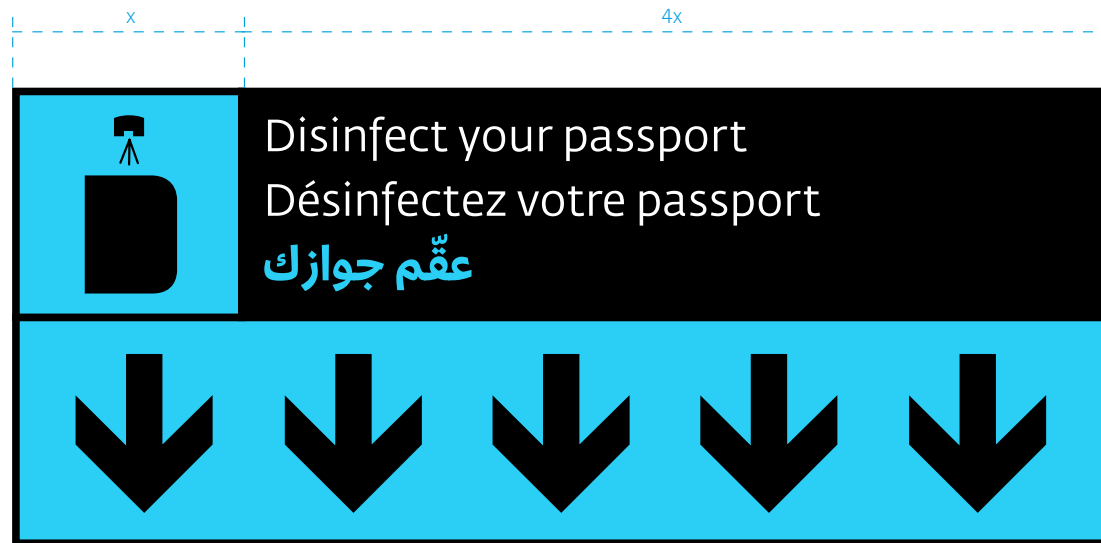 x 4x
Disinfect your passport
Désinfectez votre passport
عقّم جوازك